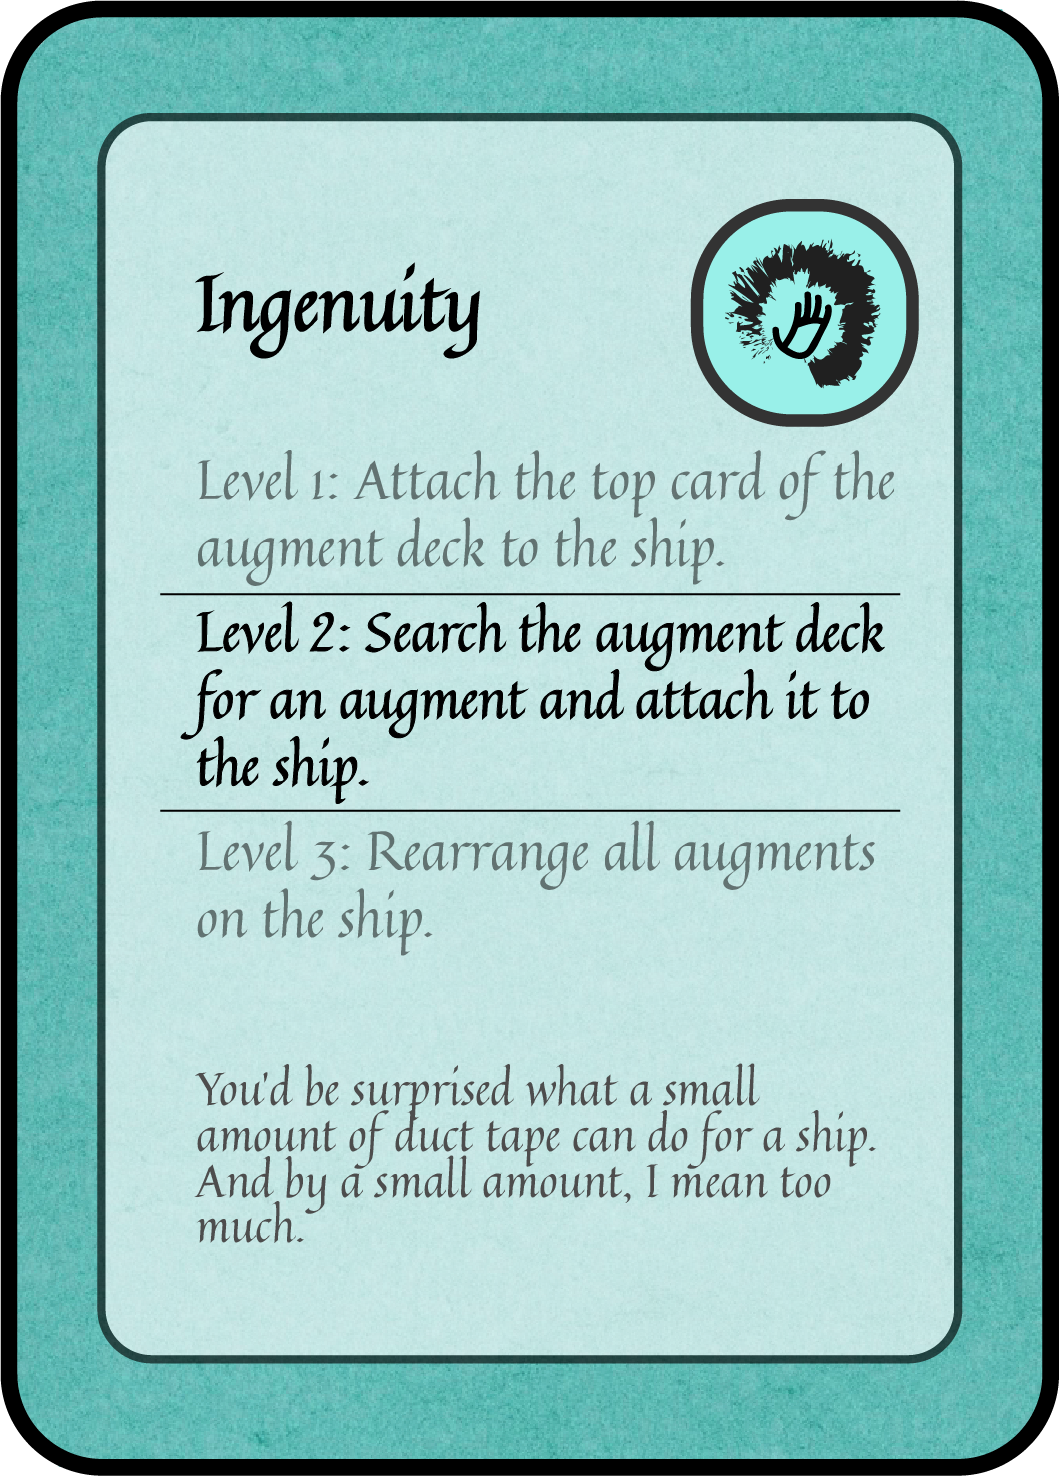 Ingenuity
Level 1: Attach the top card of the
augment deck to the ship.
Level 2: Search the augment deck
for an augment and attach it to
the ship.
Level 3: Rearrange all augments
on the ship.
You'd be surprised what a small
amount of duct tape can do for a ship.
And by a small amount, I mean too
much.